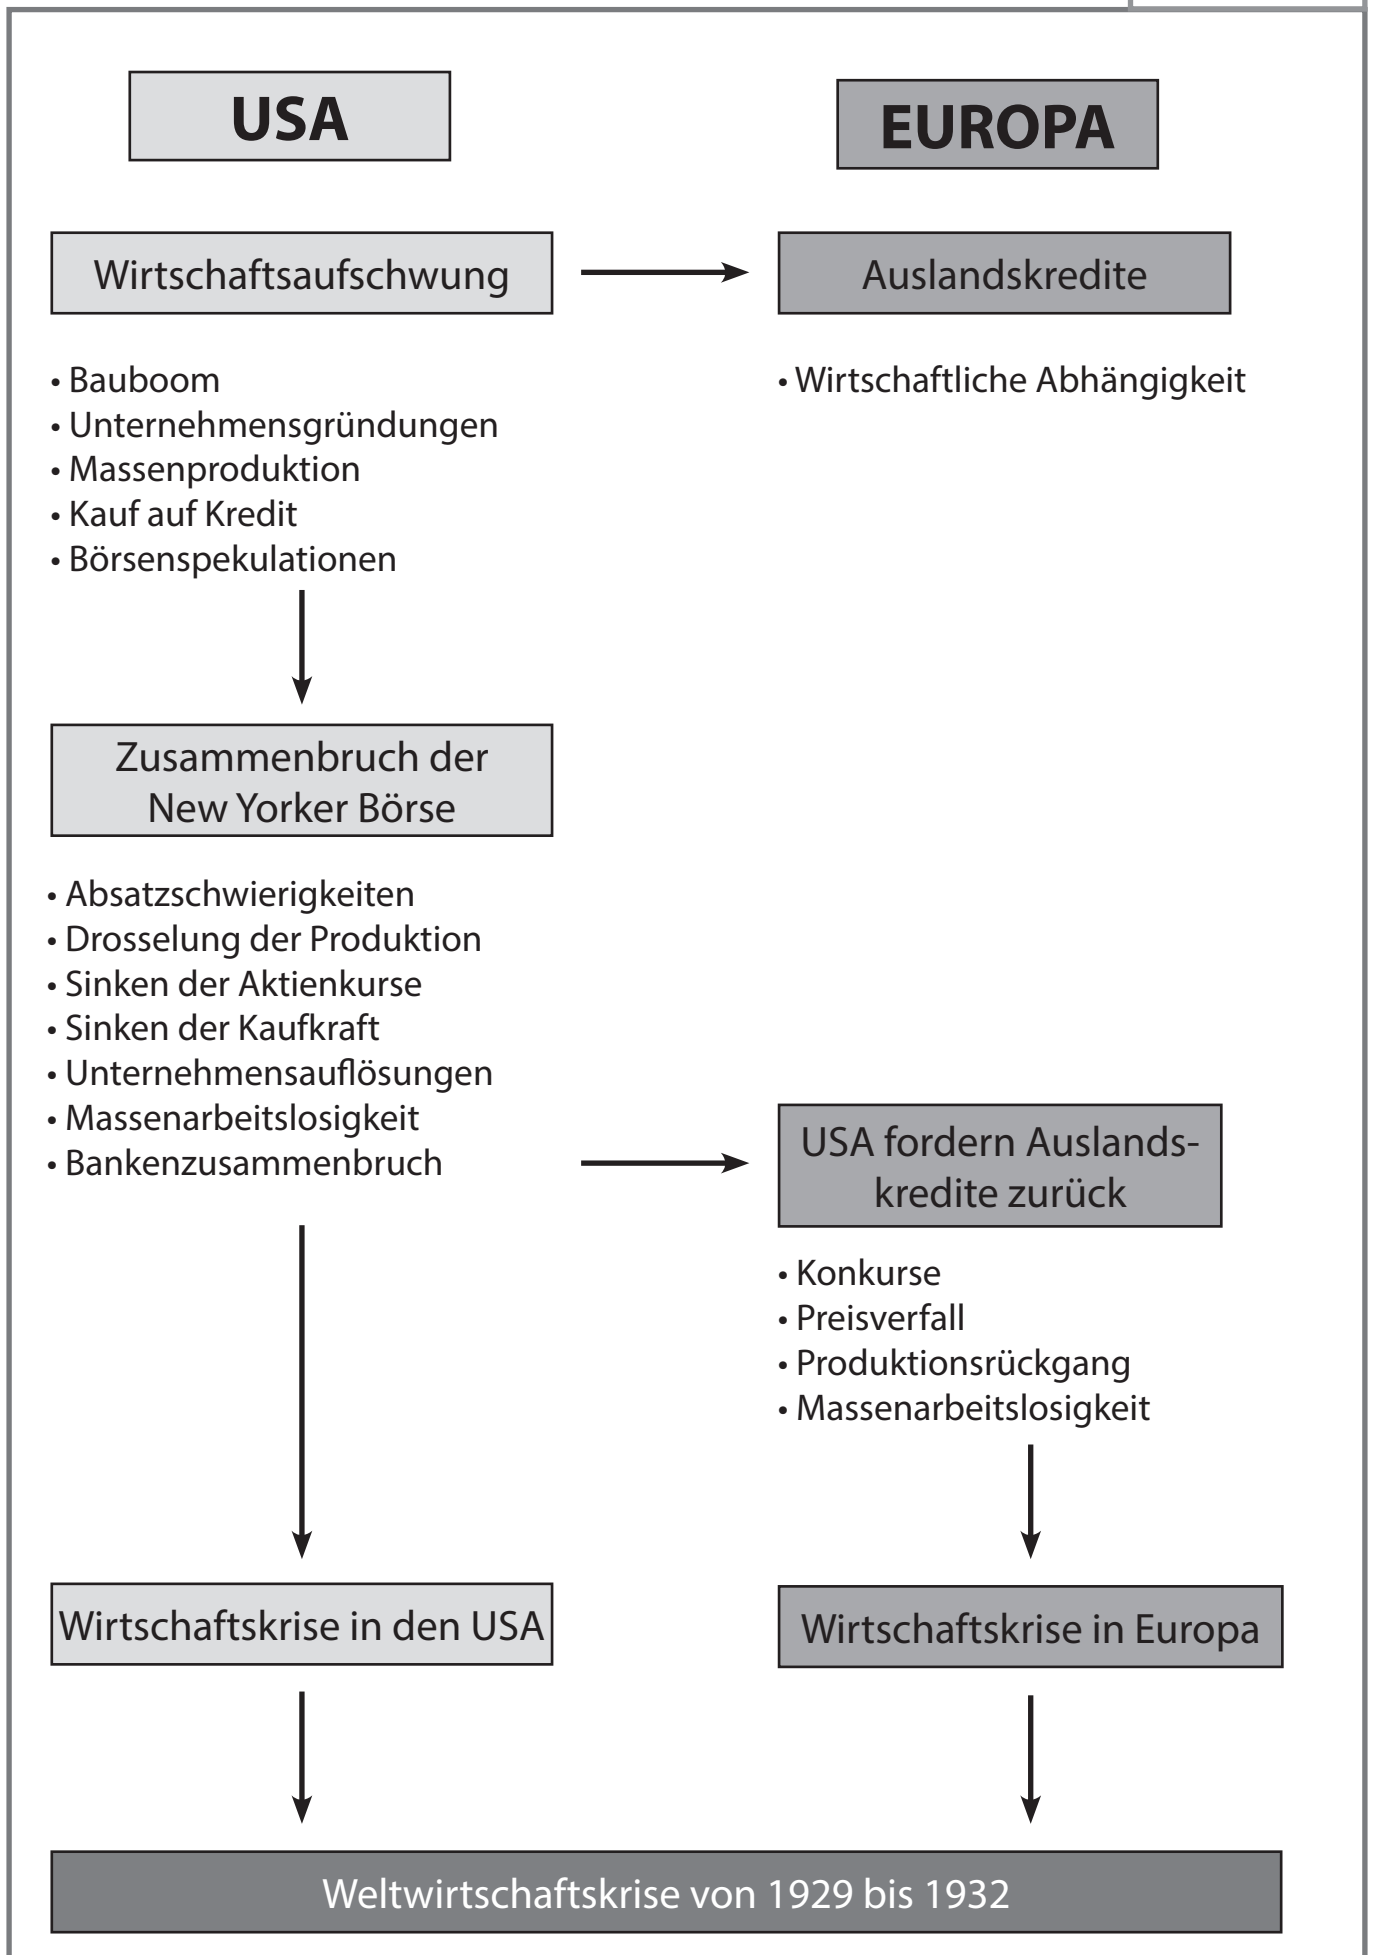 USA
EUROPA
Wirtschaftsaufschwung
Auslandskredite
• Bauboom
• Unternehmensgründungen
• Massenproduktion
• Kauf auf Kredit
• Börsenspekulationen
• Wirtschaftliche Abhängigkeit
Zusammenbruch der
New Yorker Börse
• Absatzschwierigkeiten
• Drosselung der Produktion
• Sinken der Aktienkurse
• Sinken der Kaufkraft
• Unternehmensauflösungen
• Massenarbeitslosigkeit
• Bankenzusammenbruch
USA fordern Auslands-
kredite zurück
• Konkurse
• Preisverfall
• Produktionsrückgang
• Massenarbeitslosigkeit
Wirtschaftskrise in den USA
Wirtschaftskrise in Europa
Weltwirtschaftskrise von 1929 bis 1932